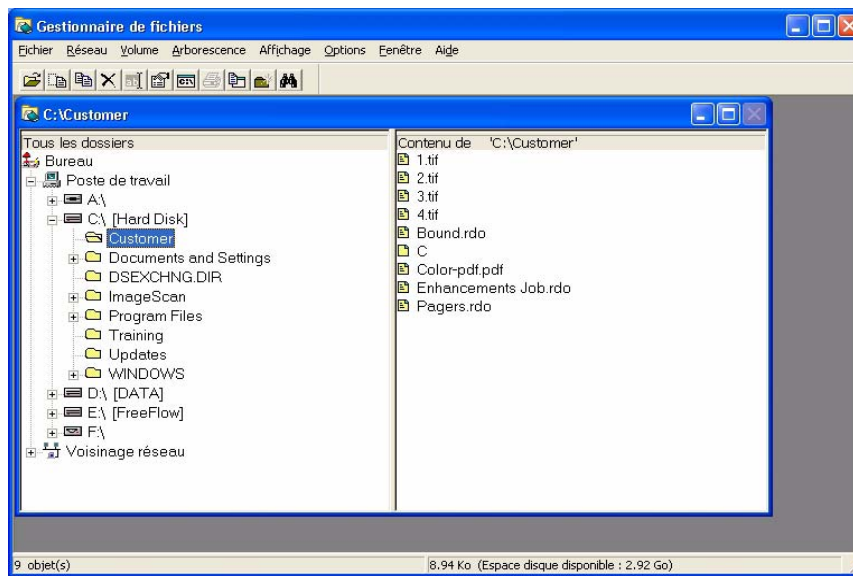 Gestionnaire de fichiers
Fichier Réseau Volume Arborescence Affichage Options Fenêtre Aide
C:\Customer
Tous les dossiers
Bureau
Poste de travail
A:\
C:\ [Hard Disk]
Customer
Documents and Settings
DSEXCHNG.DIR
ImageScan
Program Files
Training
Updates
WINDOWS
D:\ [DATA]
E:\ [FreeFlow]
F:\
Voisinage réseau
Contenu de 'C:\Customer'
1.tif
2.tif
3.tif
4.tif
Bound.rdo
C
Color-pdf.pdf
Enhancements Job.rdo
Pagers.rdo
9 objet(s)
8.94 Ko (Espace disque disponible : 2.92 Go)